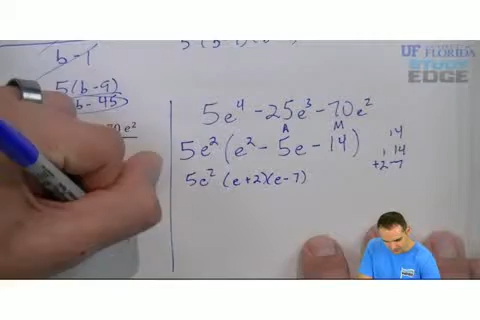 b-1
5(b-9)
b-45
70e²
5e⁴ - 25e³ - 70e²
A M
5e² (e² - 5e - 14)
5e² (e+2)(e-7)
14
1 14
+2 -7
UF FLORIDA
STUDY
EDGE